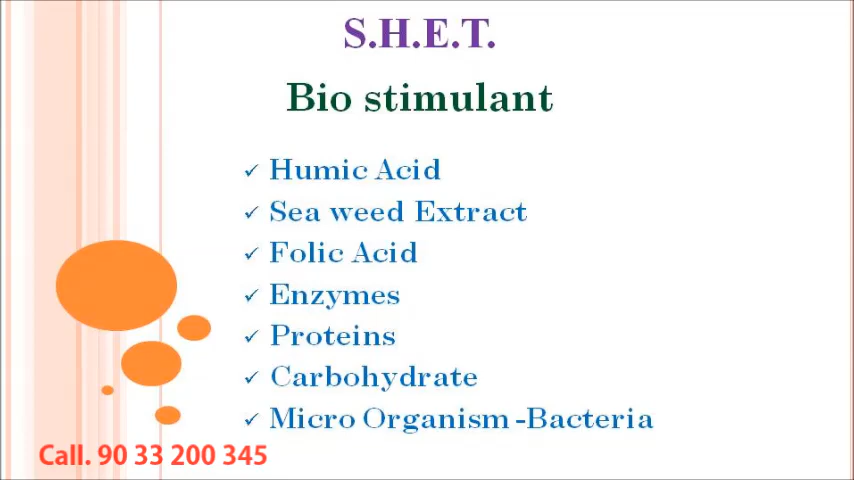 S.H.E.T.
Bio stimulant
✓ Humic Acid
✓ Sea weed Extract
✓ Folic Acid
✓ Enzymes
✓ Proteins
✓ Carbohydrate
✓ Micro Organism -Bacteria
Call. 90 33 200 345